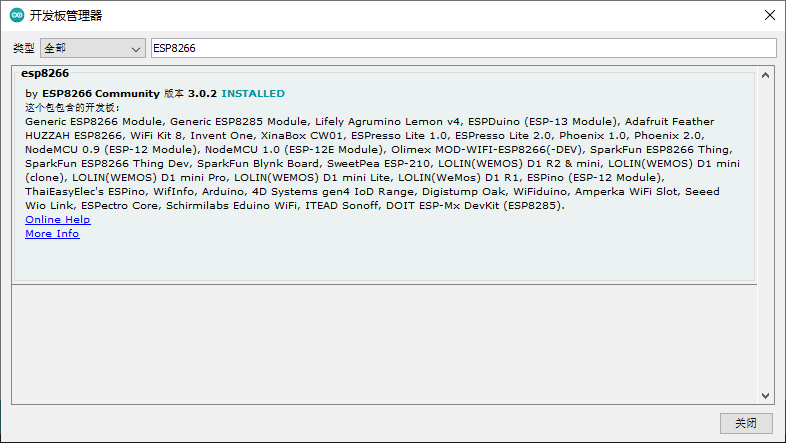 开发板管理器
类型 全部 ESP8266
esp8266
by ESP8266 Community 版本 3.0.2 INSTALLED
这个包包含的开发板:
Generic ESP8266 Module, Generic ESP8285 Module, Lifely Agrumino Lemon v4, ESPDuino (ESP-13 Module), Adafruit Feather
HUZZAH ESP8266, WiFi Kit 8, Invent One, XinaBox CW01, ESPresso Lite 1.0, ESPresso Lite 2.0, Phoenix 1.0, Phoenix 2.0,
NodeMCU 0.9 (ESP-12 Module), NodeMCU 1.0 (ESP-12E Module), Olimex MOD-WIFI-ESP8266(-DEV), SparkFun ESP8266 Thing,
SparkFun ESP8266 Thing Dev, SparkFun Blynk Board, SweetPea ESP-210, LOLIN(WEMOS) D1 R2 & mini, LOLIN(WEMOS) D1 mini
(clone), LOLIN(WEMOS) D1 mini Pro, LOLIN(WEMOS) D1 mini Lite, LOLIN(WeMos) D1 R1, ESPino (ESP-12 Module),
ThaiEasyElec's ESPino, WifInfo, Arduino, 4D Systems gen4 IoD Range, Digistump Oak, WiFiduino, Amperka WiFi Slot, Seeed
Wio Link, ESPectro Core, Schirmilabs Eduino WiFi, ITEAD Sonoff, DOIT ESP-Mx DevKit (ESP8285).
Online Help
More Info
关闭